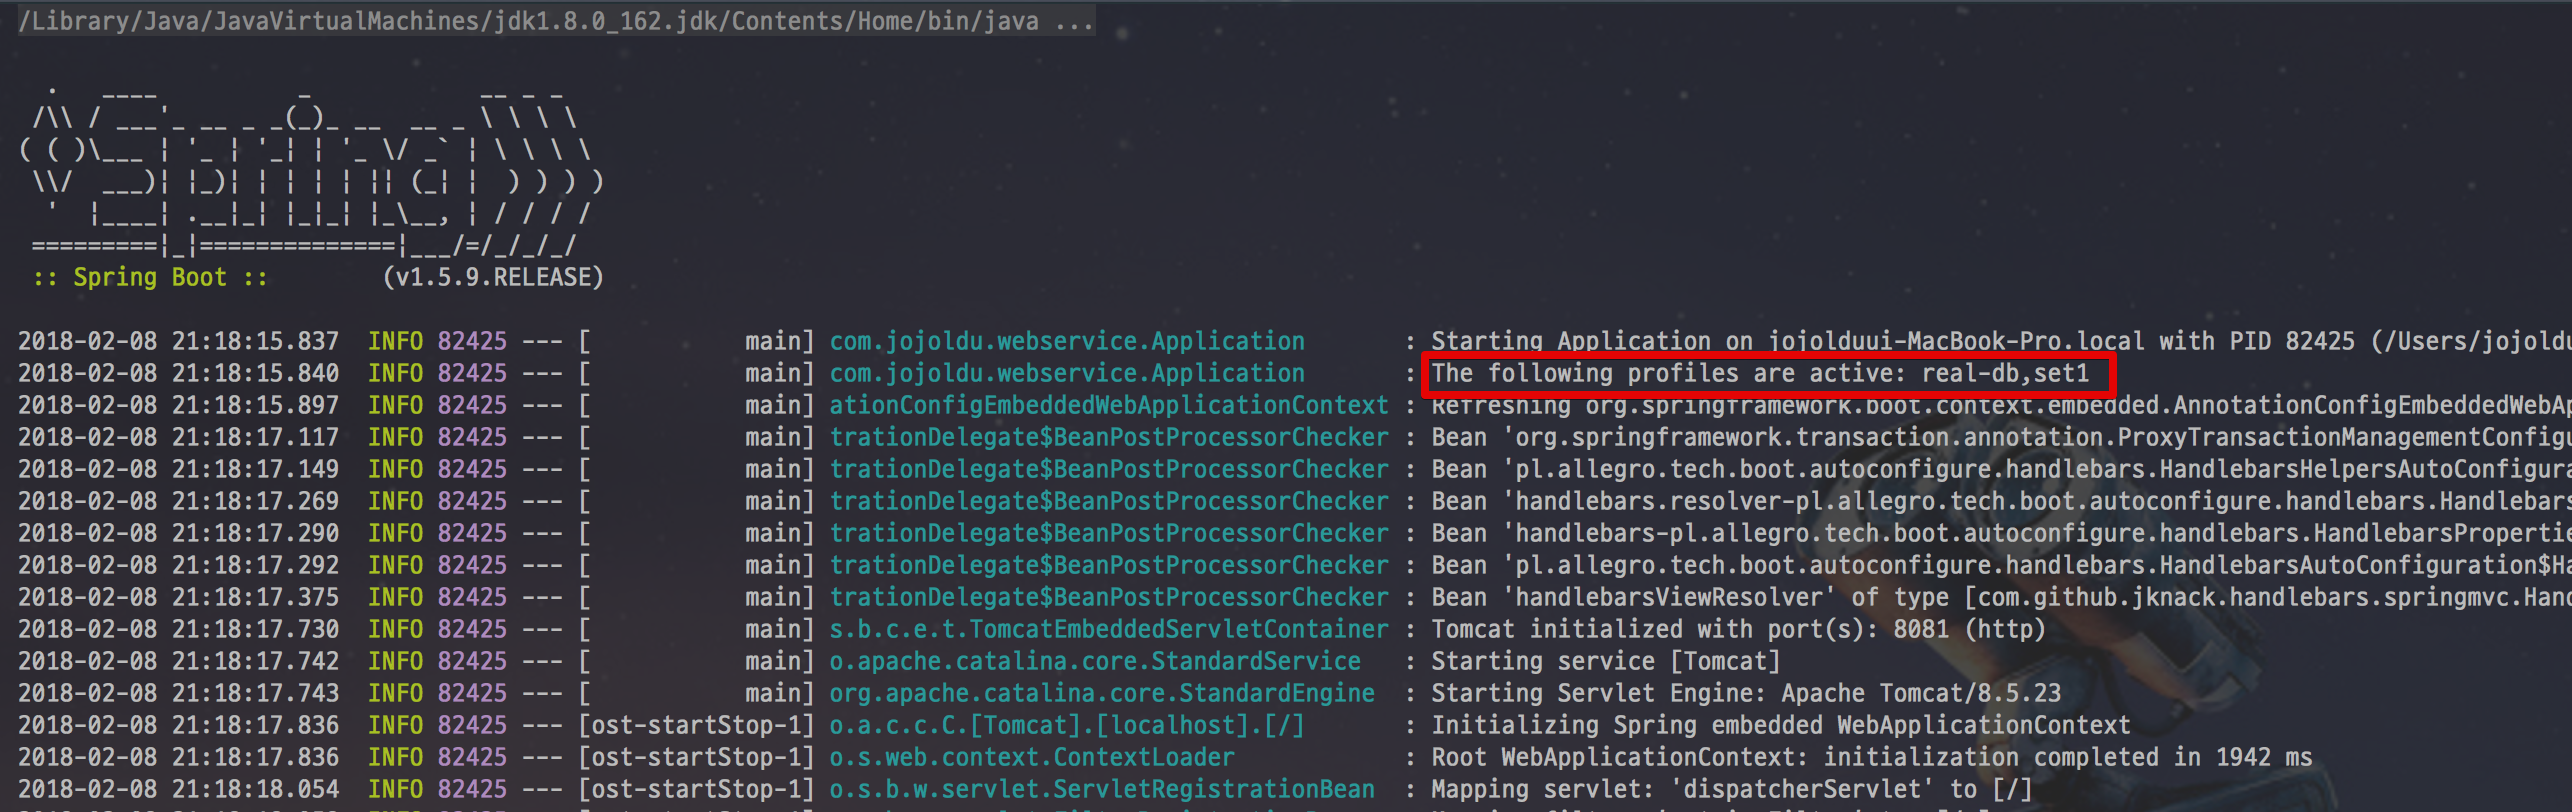 /Library/Java/JavaVirtualMachines/jdk1.8.0_162.jdk/Contents/Home/bin/java ...
  .   ____          _            __ _ _
 /\\ / ___'_ __ _ _(_)_ __  __ _ \ \ \ \
( ( )\___ | '_ | '_| | '_ \/ _` | \ \ \ \
 \\/  ___)| |_)| | | | | || (_| |  ) ) ) )
  '  |____| .__|_| |_|_| |_\__, | / / / /
 =========|_|==============|___/=/_/_/_/
 :: Spring Boot ::        (v1.5.9.RELEASE)
2018-02-08 21:18:15.837  INFO 82425 --- [           main] com.jojoldu.webservice.Application       : Starting Application on jojolduui-MacBook-Pro.local with PID 82425 (/Users/jojoldu
2018-02-08 21:18:15.840  INFO 82425 --- [           main] com.jojoldu.webservice.Application       : The following profiles are active: real-db,set1
2018-02-08 21:18:15.897  INFO 82425 --- [           main] ationConfigEmbeddedWebApplicationContext : Refreshing org.springframework.boot.context.embedded.AnnotationConfigEmbeddedWebAp
2018-02-08 21:18:17.117  INFO 82425 --- [           main] trationDelegate$BeanPostProcessorChecker : Bean 'org.springframework.transaction.annotation.ProxyTransactionManagementConfigu
2018-02-08 21:18:17.149  INFO 82425 --- [           main] trationDelegate$BeanPostProcessorChecker : Bean 'pl.allegro.tech.boot.autoconfigure.handlebars.HandlebarsHelpersAutoConfigura
2018-02-08 21:18:17.269  INFO 82425 --- [           main] trationDelegate$BeanPostProcessorChecker : Bean 'handlebars.resolver-pl.allegro.tech.boot.autoconfigure.handlebars.Handlebars
2018-02-08 21:18:17.290  INFO 82425 --- [           main] trationDelegate$BeanPostProcessorChecker : Bean 'handlebars-pl.allegro.tech.boot.autoconfigure.handlebars.HandlebarsPropertie
2018-02-08 21:18:17.292  INFO 82425 --- [           main] trationDelegate$BeanPostProcessorChecker : Bean 'pl.allegro.tech.boot.autoconfigure.handlebars.HandlebarsAutoConfiguration$Ha
2018-02-08 21:18:17.375  INFO 82425 --- [           main] trationDelegate$BeanPostProcessorChecker : Bean 'handlebarsViewResolver' of type [com.github.jknack.handlebars.springmvc.Hand
2018-02-08 21:18:17.730  INFO 82425 --- [           main] s.b.c.e.t.TomcatEmbeddedServletContainer : Tomcat initialized with port(s): 8081 (http)
2018-02-08 21:18:17.742  INFO 82425 --- [           main] o.apache.catalina.core.StandardService   : Starting service [Tomcat]
2018-02-08 21:18:17.743  INFO 82425 --- [           main] org.apache.catalina.core.StandardEngine  : Starting Servlet Engine: Apache Tomcat/8.5.23
2018-02-08 21:18:17.836  INFO 82425 --- [ost-startStop-1] o.a.c.c.C.[Tomcat].[localhost].[/]       : Initializing Spring embedded WebApplicationContext
2018-02-08 21:18:17.836  INFO 82425 --- [ost-startStop-1] o.s.web.context.ContextLoader            : Root WebApplicationContext: initialization completed in 1942 ms
2018-02-08 21:18:18.054  INFO 82425 --- [ost-startStop-1] o.s.b.w.servlet.ServletRegistrationBean  : Mapping servlet: 'dispatcherServlet' to [/]